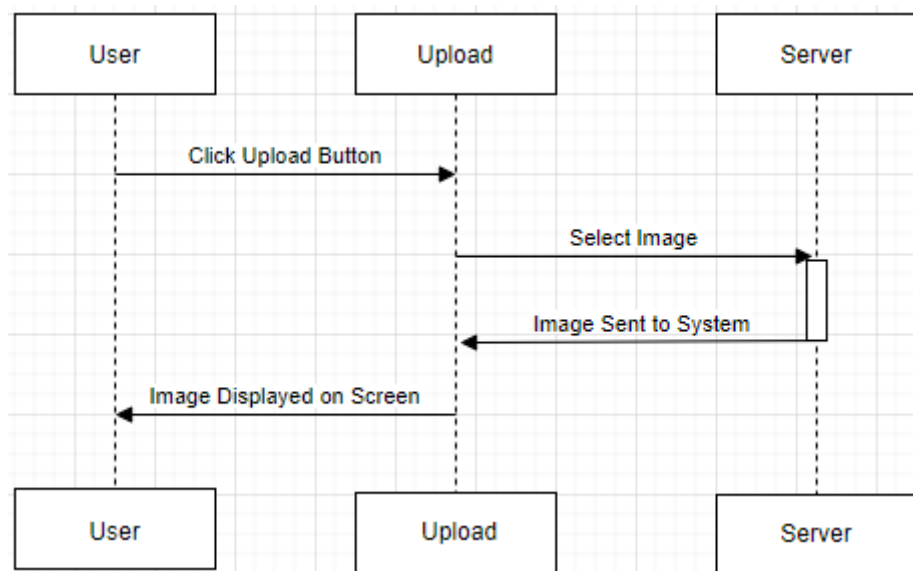 User
Upload
Server
Click Upload Button
Select Image
Image Sent to System
Image Displayed on Screen
User
Upload
Server